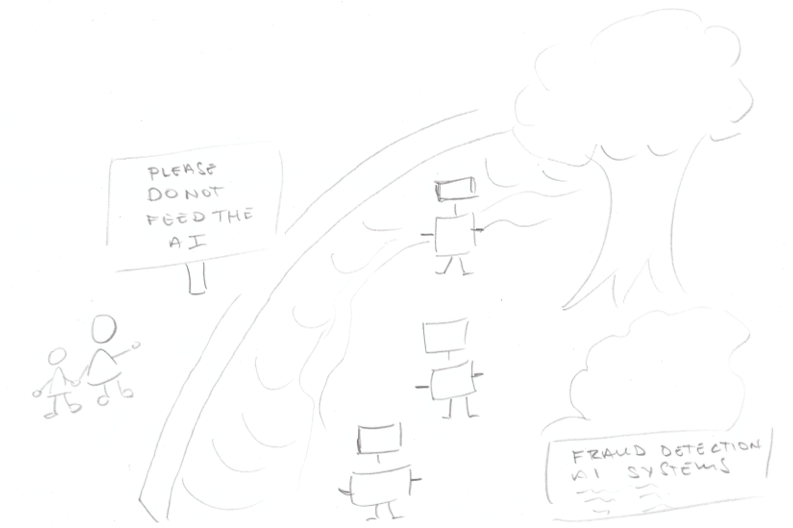 PLEASE
DO NOT
FEED THE
AI
FRAUD DETECTION
AI SYSTEMS